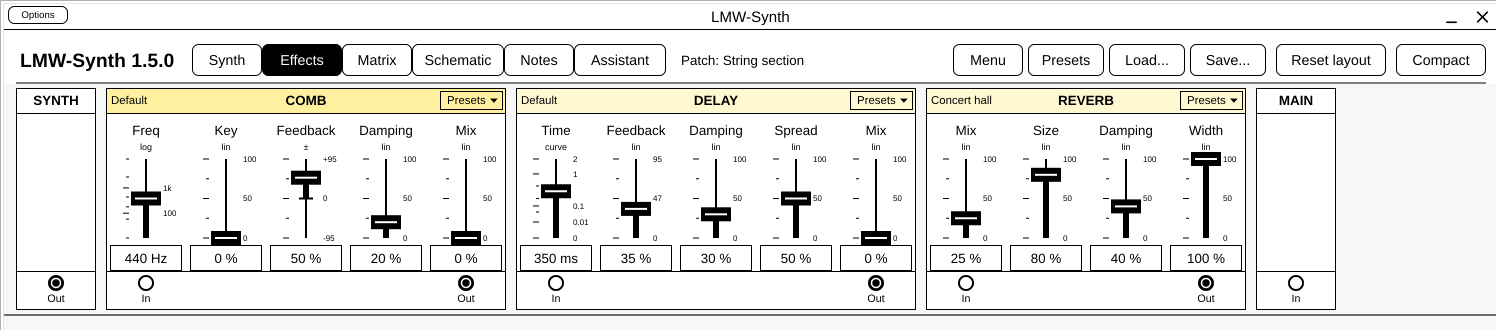 Options
LMW-Synth
LMW-Synth 1.5.0
Synth Effects Matrix Schematic Notes Assistant
Patch: String section
Menu Presets Load... Save... Reset layout Compact
SYNTH
Out
Default COMB Presets
Freq Key Feedback Damping Mix
log lin ± lin lin
100 +95 100 100
1k
50 0 50 50
100
0 -95 0 0
440 Hz 0 % 50 % 20 % 0 %
In Out
Default DELAY Presets
Time Feedback Damping Spread Mix
curve lin lin lin lin
2 95 100 100 100
1
47 50 50 50
0.1
0.01
0 0 0 0 0
350 ms 35 % 30 % 50 % 0 %
In Out
Concert hall REVERB Presets
Mix Size Damping Width
lin lin lin lin
100 100 100 100
50 50 50 50
0 0 0 0
25 % 80 % 40 % 100 %
In Out
MAIN
In